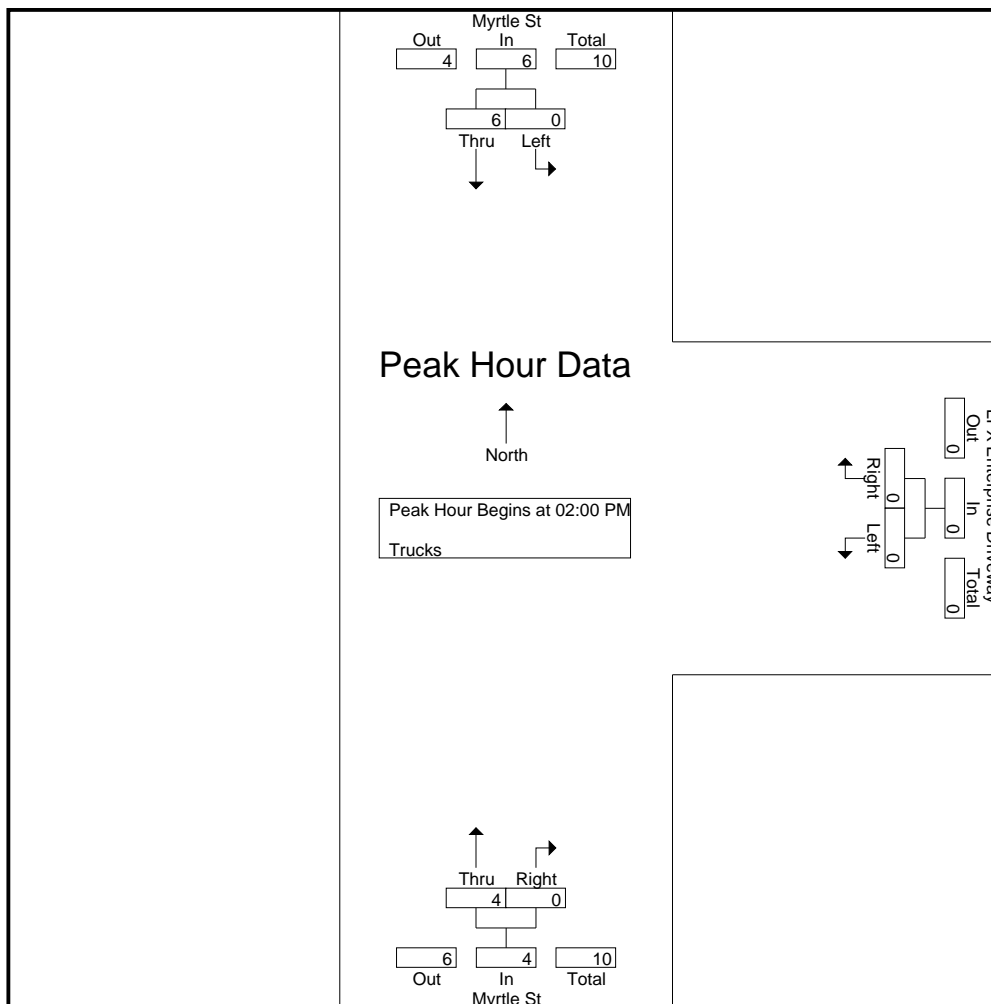 Myrtle St
Out In Total
4 6 10
6 0
Thru Left
Peak Hour Data
North
Peak Hour Begins at 02:00 PM
Trucks
Enterprise Driveway
Out In Total
0 0 0
Right Left
0 0
Thru Right
4 0
6 4 10
Out In Total
Myrtle St